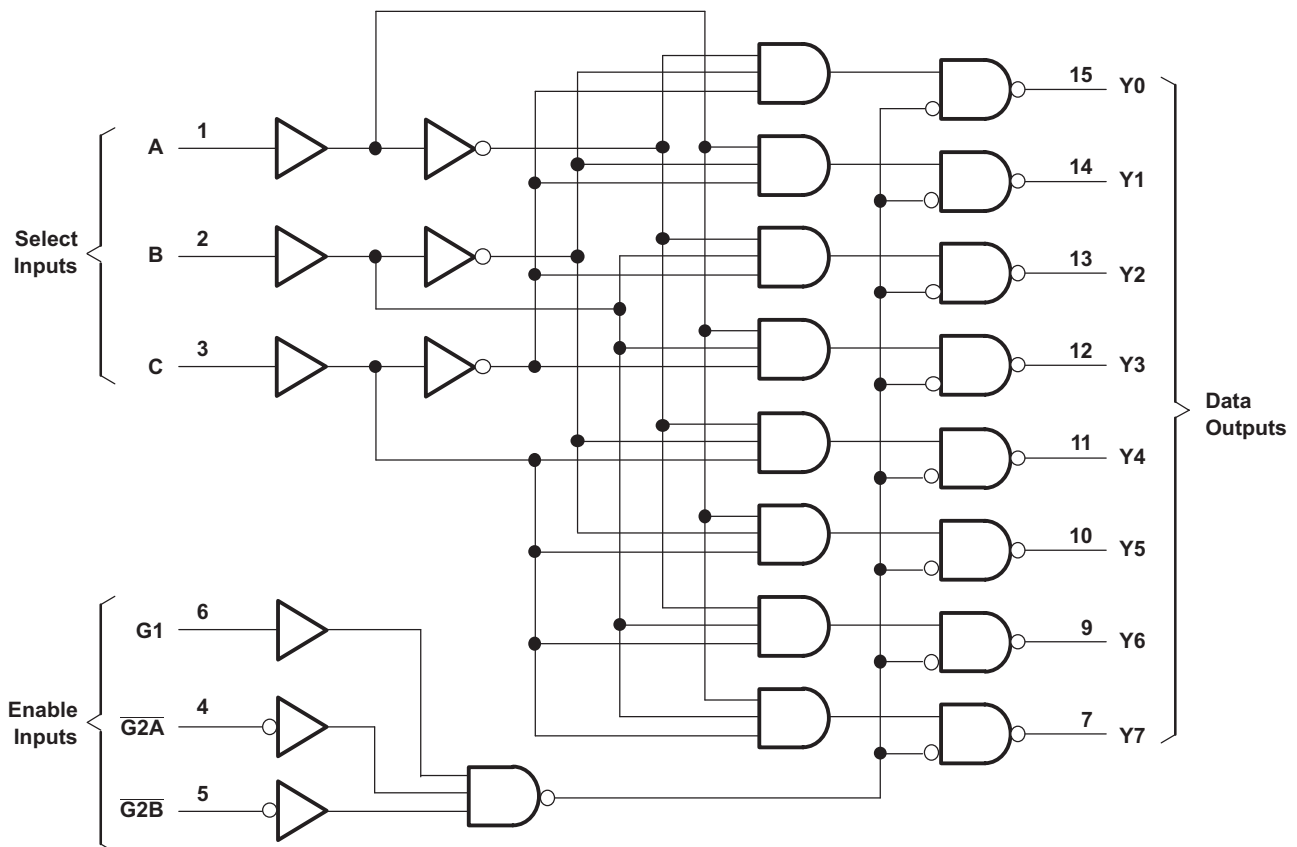 15 Y0
A 1
14 Y1
Select
Inputs
B 2
13 Y2
C 3
12 Y3
Data
Outputs
11 Y4
10 Y5
G1 6
9 Y6
Enable
Inputs
G2A 4
7 Y7
G2B 5